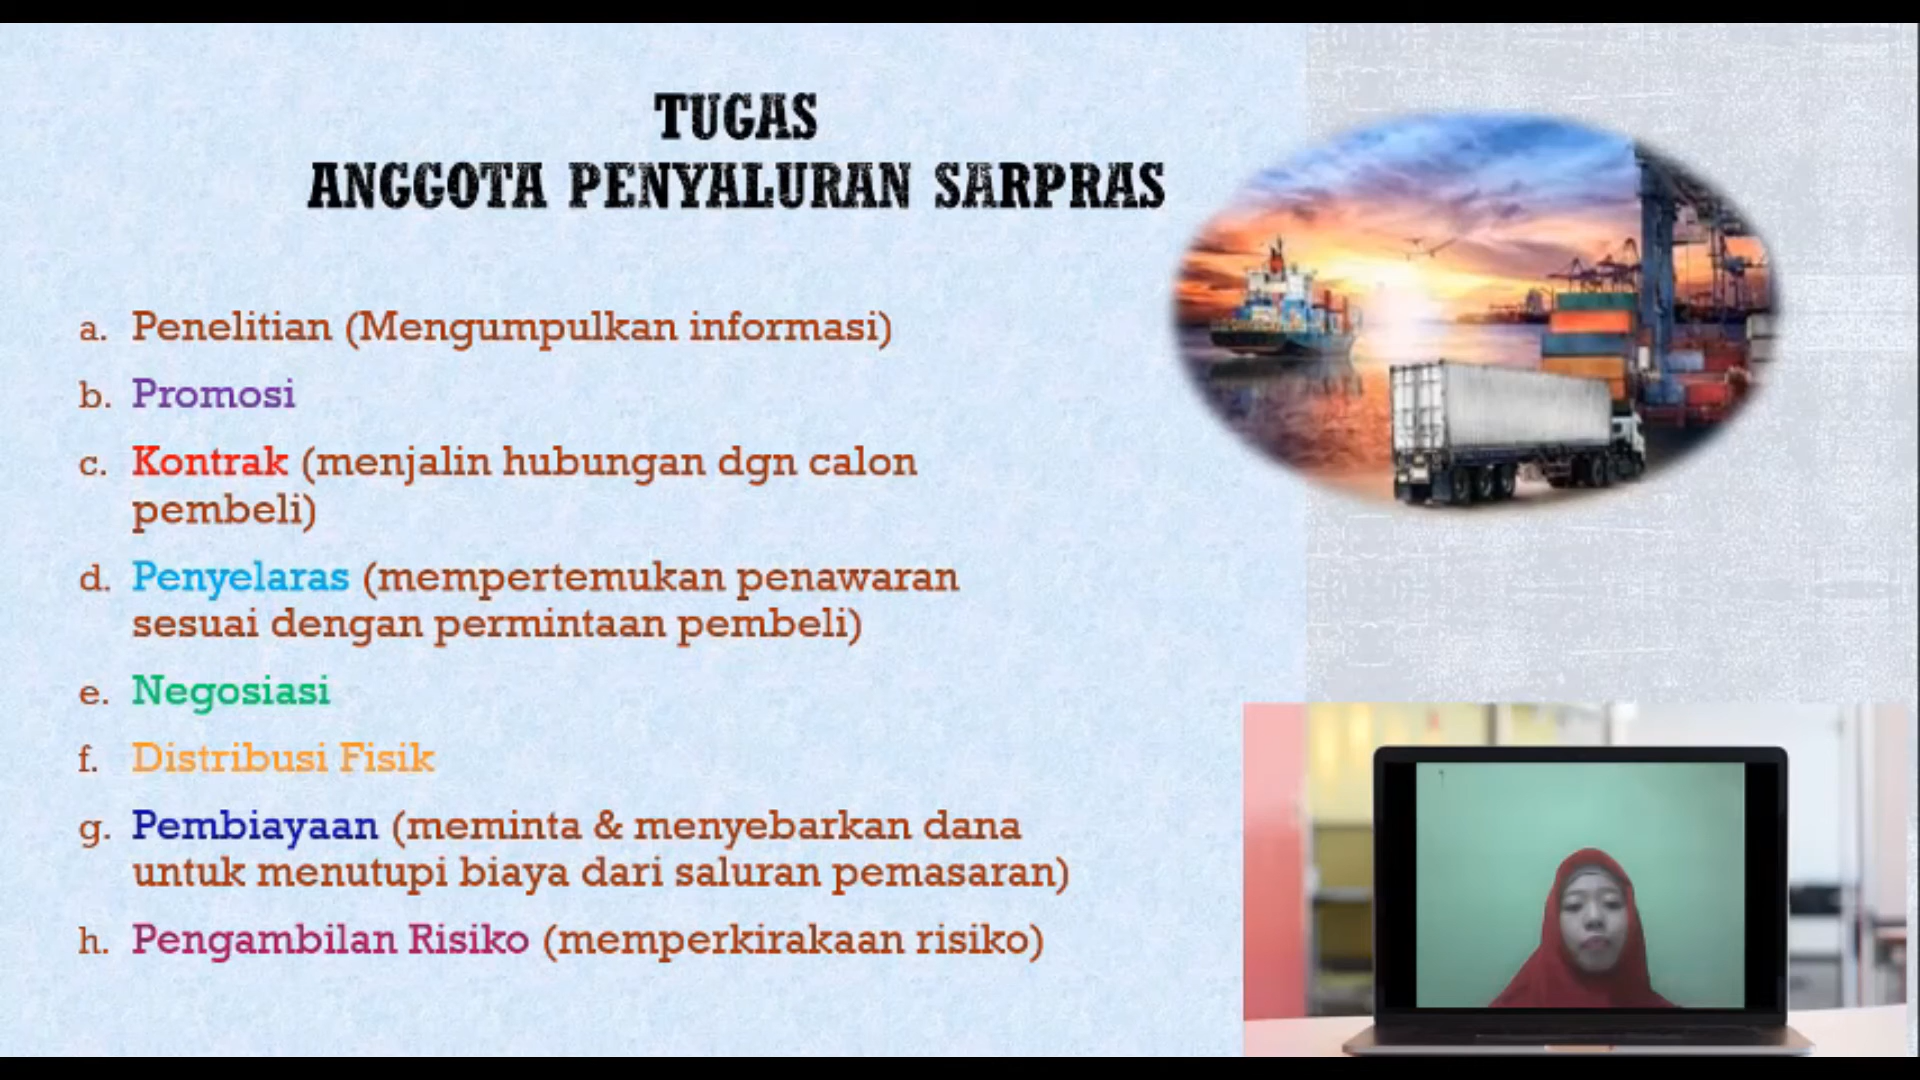 TUGAS
ANGGOTA PENYALURAN SARPRAS
a. Penelitian (Mengumpulkan informasi)
b. Promosi
c. Kontrak (menjalin hubungan dgn calon
pembeli)
d. Penyelaras (mempertemukan penawaran
sesuai dengan permintaan pembeli)
e. Negosiasi
f. Distribusi Fisik
g. Pembiayaan (meminta & menyebarkan dana
untuk menutupi biaya dari saluran pemasaran)
h. Pengambilan Risiko (memperkirakaan risiko)